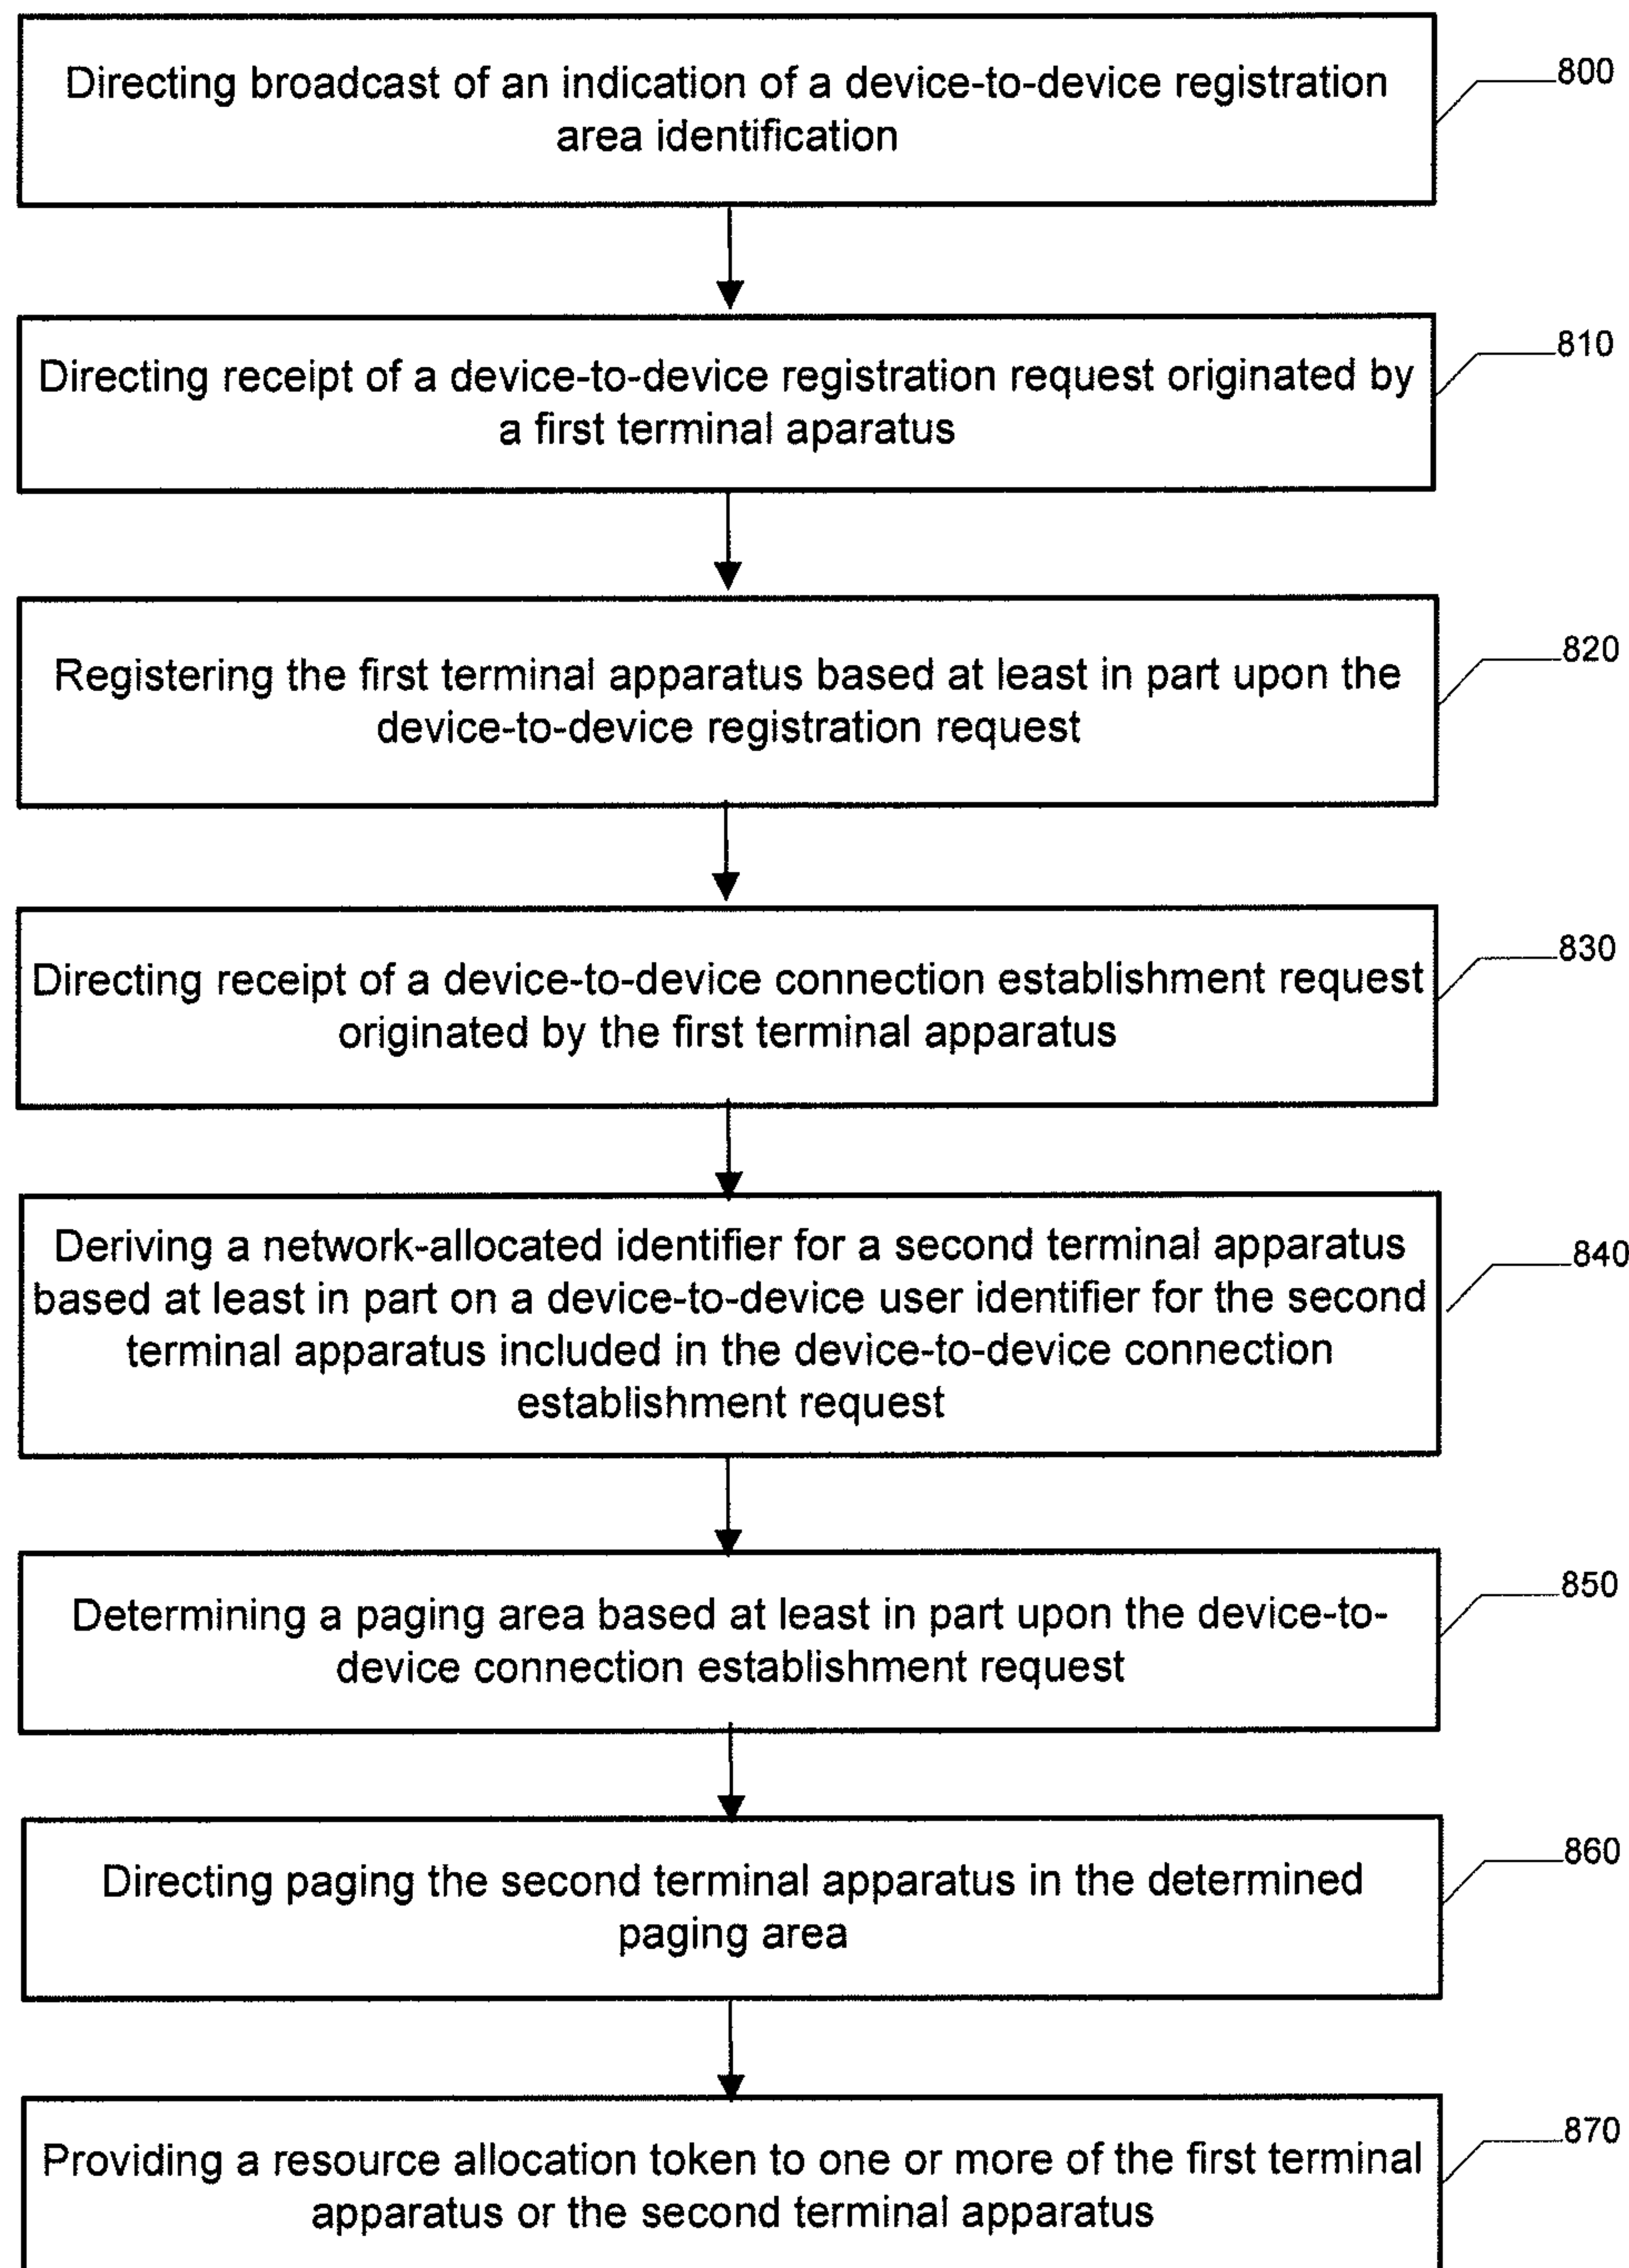 Directing broadcast of an indication of a device-to-device registration
area identification
800
Directing receipt of a device-to-device registration request originated by
a first terminal aparatus
810
Registering the first terminal apparatus based at least in part upon the
device-to-device registration request
820
Directing receipt of a device-to-device connection establishment request
originated by the first terminal apparatus
830
Deriving a network-allocated identifier for a second terminal apparatus
based at least in part on a device-to-device user identifier for the second
terminal apparatus included in the device-to-device connection
establishment request
840
Determining a paging area based at least in part upon the device-to-
device connection establishment request
850
Directing paging the second terminal apparatus in the determined
paging area
860
Providing a resource allocation token to one or more of the first terminal
apparatus or the second terminal apparatus
870